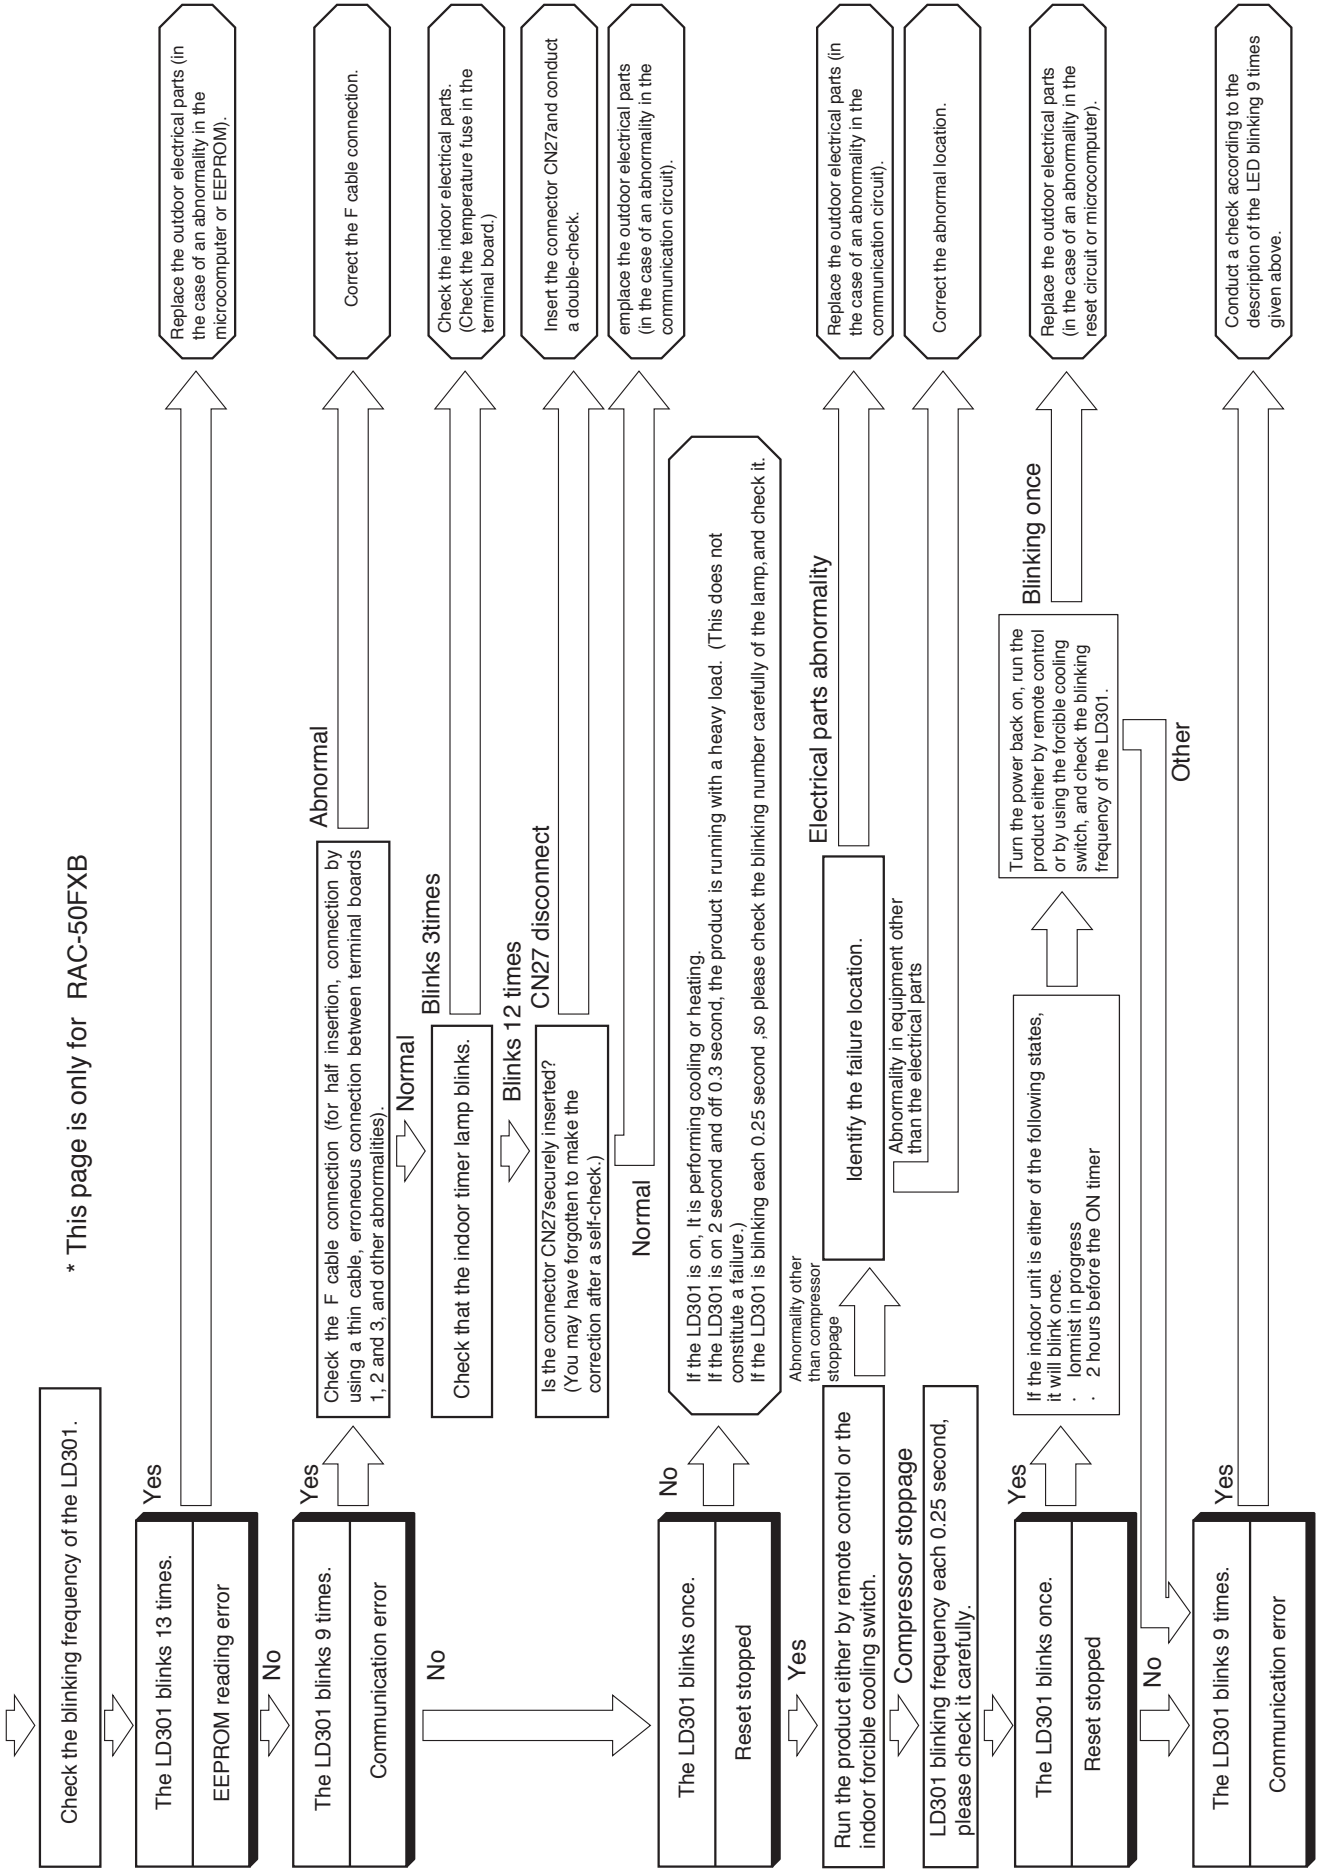 * This page is only for RAC-50FXB
Check the blinking frequency of the LD301.
The LD301 blinks 13 times.
EEPROM reading error
Yes
Replace the outdoor electrical parts (in
the case of an abnormality in the
microcomputer or EEPROM).
No
The LD301 blinks 9 times.
Communication error
Yes
Check the F cable connection (for half insertion, connection by
using a thin cable, erroneous connection between terminal boards
1, 2 and 3, and other abnormalities).
Abnormal
Correct the F cable connection.
Normal
Check that the indoor timer lamp blinks.
Blinks 3times
Check the indoor electrical parts.
(Check the temperature fuse in the
terminal board.)
Blinks 12 times
Is the connector CN27securely inserted?
(You may have forgotten to make the
correction after a self-check.)
CN27 disconnect
Insert the connector CN27and conduct
a double-check.
Normal
emplace the outdoor electrical parts
(in the case of an abnormality in the
communication circuit).
No
The LD301 blinks once.
Reset stopped
No
If the LD301 is on, It is performing cooling or heating.
If the LD301 is on 2 second and off 0.3 second, the product is running with a heavy load. (This does not
constitute a failure.)
If the LD301 is blinking each 0.25 second ,so please check the blinking number carefully of the lamp,and check it.
Yes
Run the product either by remote control or the
indoor forcible cooling switch.
Abnormality other
than compressor
stoppage
Identify the failure location.
Electrical parts abnormality
Replace the outdoor electrical parts (in
the case of an abnormality in the
communication circuit).
Abnormality in equipment other
than the electrical parts
Correct the abnormal location.
Compressor stoppage
LD301 blinking frequency each 0.25 second,
please check it carefully.
The LD301 blinks once.
Reset stopped
Yes
If the indoor unit is either of the following states,
it will blink once.
· Ionmist in progress
· 2 hours before the ON timer
Turn the power back on, run the
product either by remote control
or by using the forcible cooling
switch, and check the blinking
frequency of the LD301.
Blinking once
Replace the outdoor electrical parts
(in the case of an abnormality in the
reset circuit or microcomputer).
Other
No
The LD301 blinks 9 times.
Communication error
Yes
Conduct a check according to the
description of the LED blinking 9 times
given above.